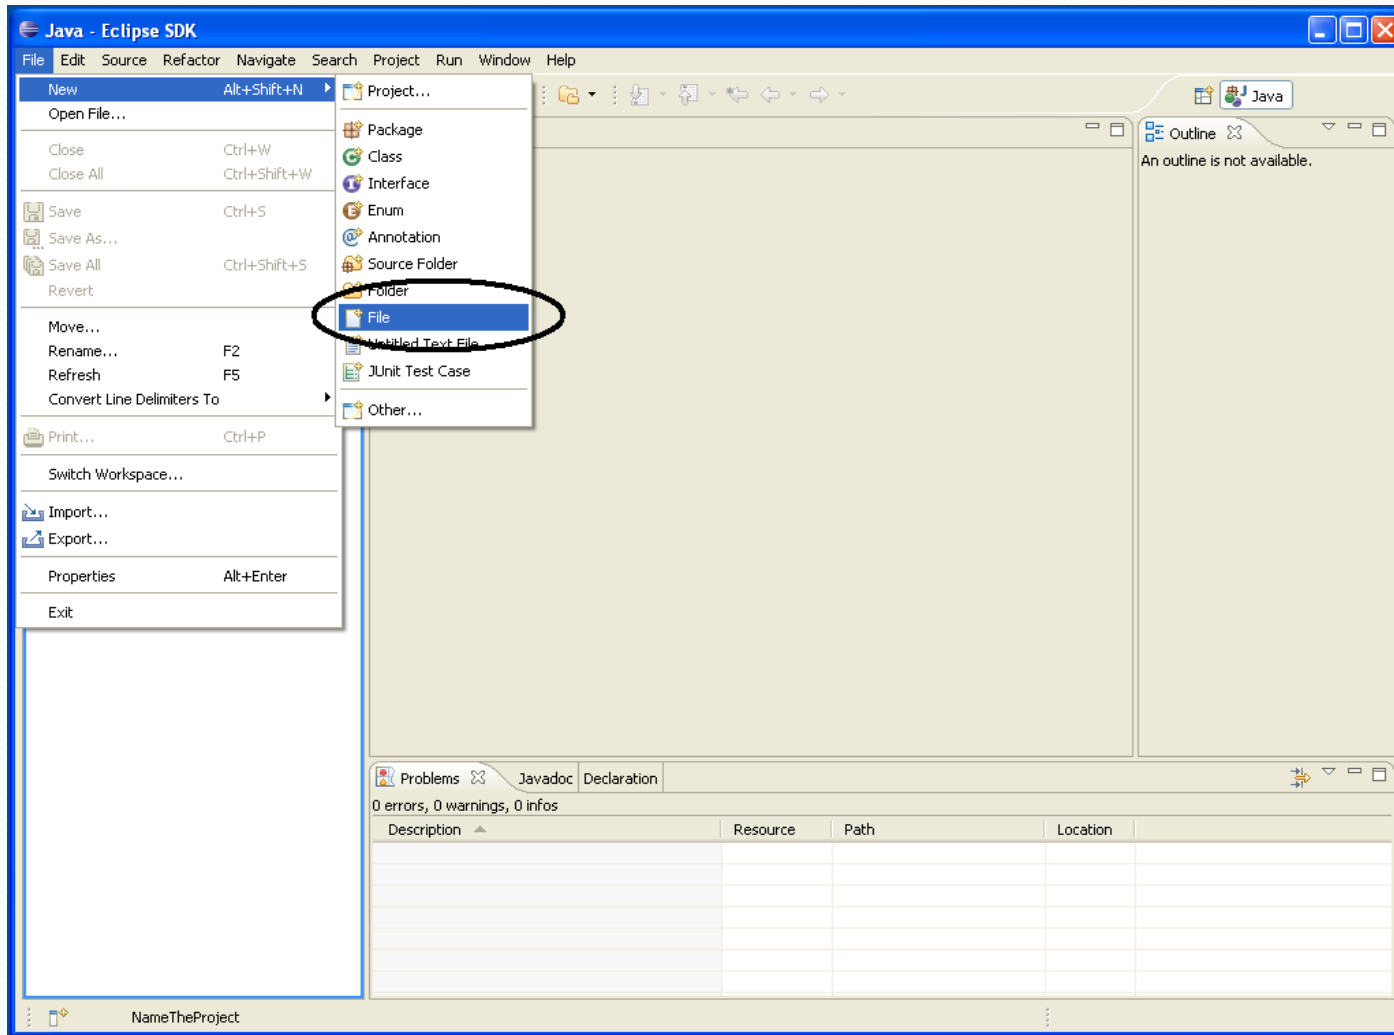 Java - Eclipse SDK
File Edit Source Refactor Navigate Search Project Run Window Help
New Alt+Shift+N
Open File...
Close Ctrl+W
Close All Ctrl+Shift+W
Save Ctrl+S
Save As...
Save All Ctrl+Shift+S
Revert
Move...
Rename... F2
Refresh F5
Convert Line Delimiters To
Print... Ctrl+P
Switch Workspace...
Import...
Export...
Properties Alt+Enter
Exit
Project...
Package
Class
Interface
Enum
Annotation
Source Folder
Folder
File
Untitled Text File
JUnit Test Case
Other...
Java
Outline
An outline is not available.
Problems Javadoc Declaration
0 errors, 0 warnings, 0 infos
Description Resource Path Location
NameTheProject